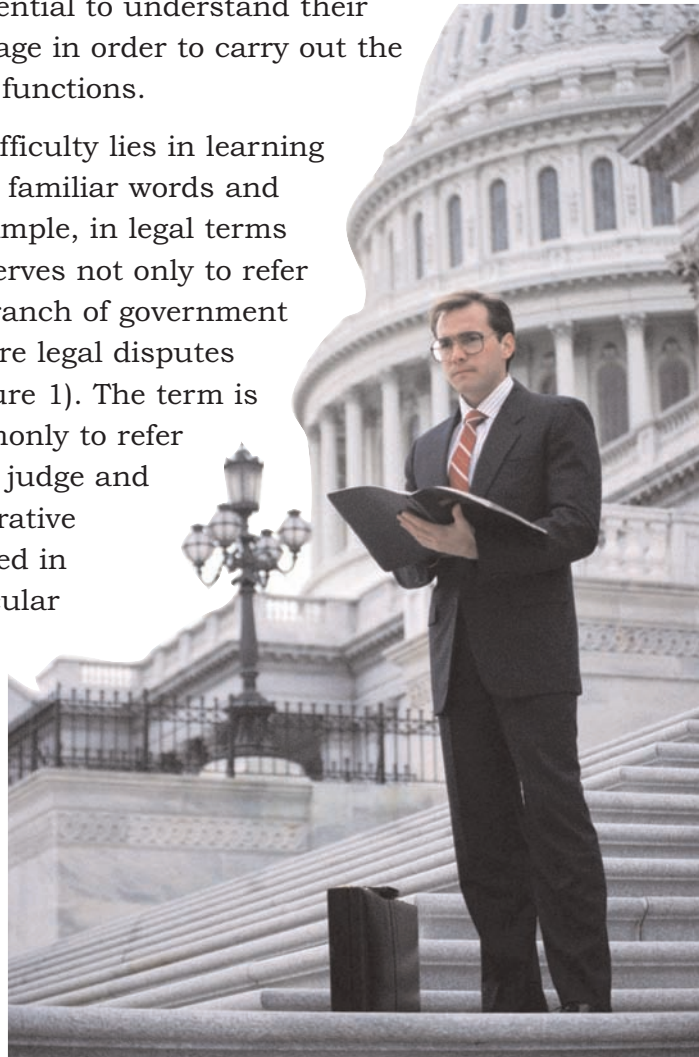 ential to understand their
age in order to carry out the
functions.
fficulty lies in learning
familiar words and
mple, in legal terms
erves not only to refer
ranch of government
re legal disputes
ure 1). The term is
monly to refer
judge and
rative
ed in
cular